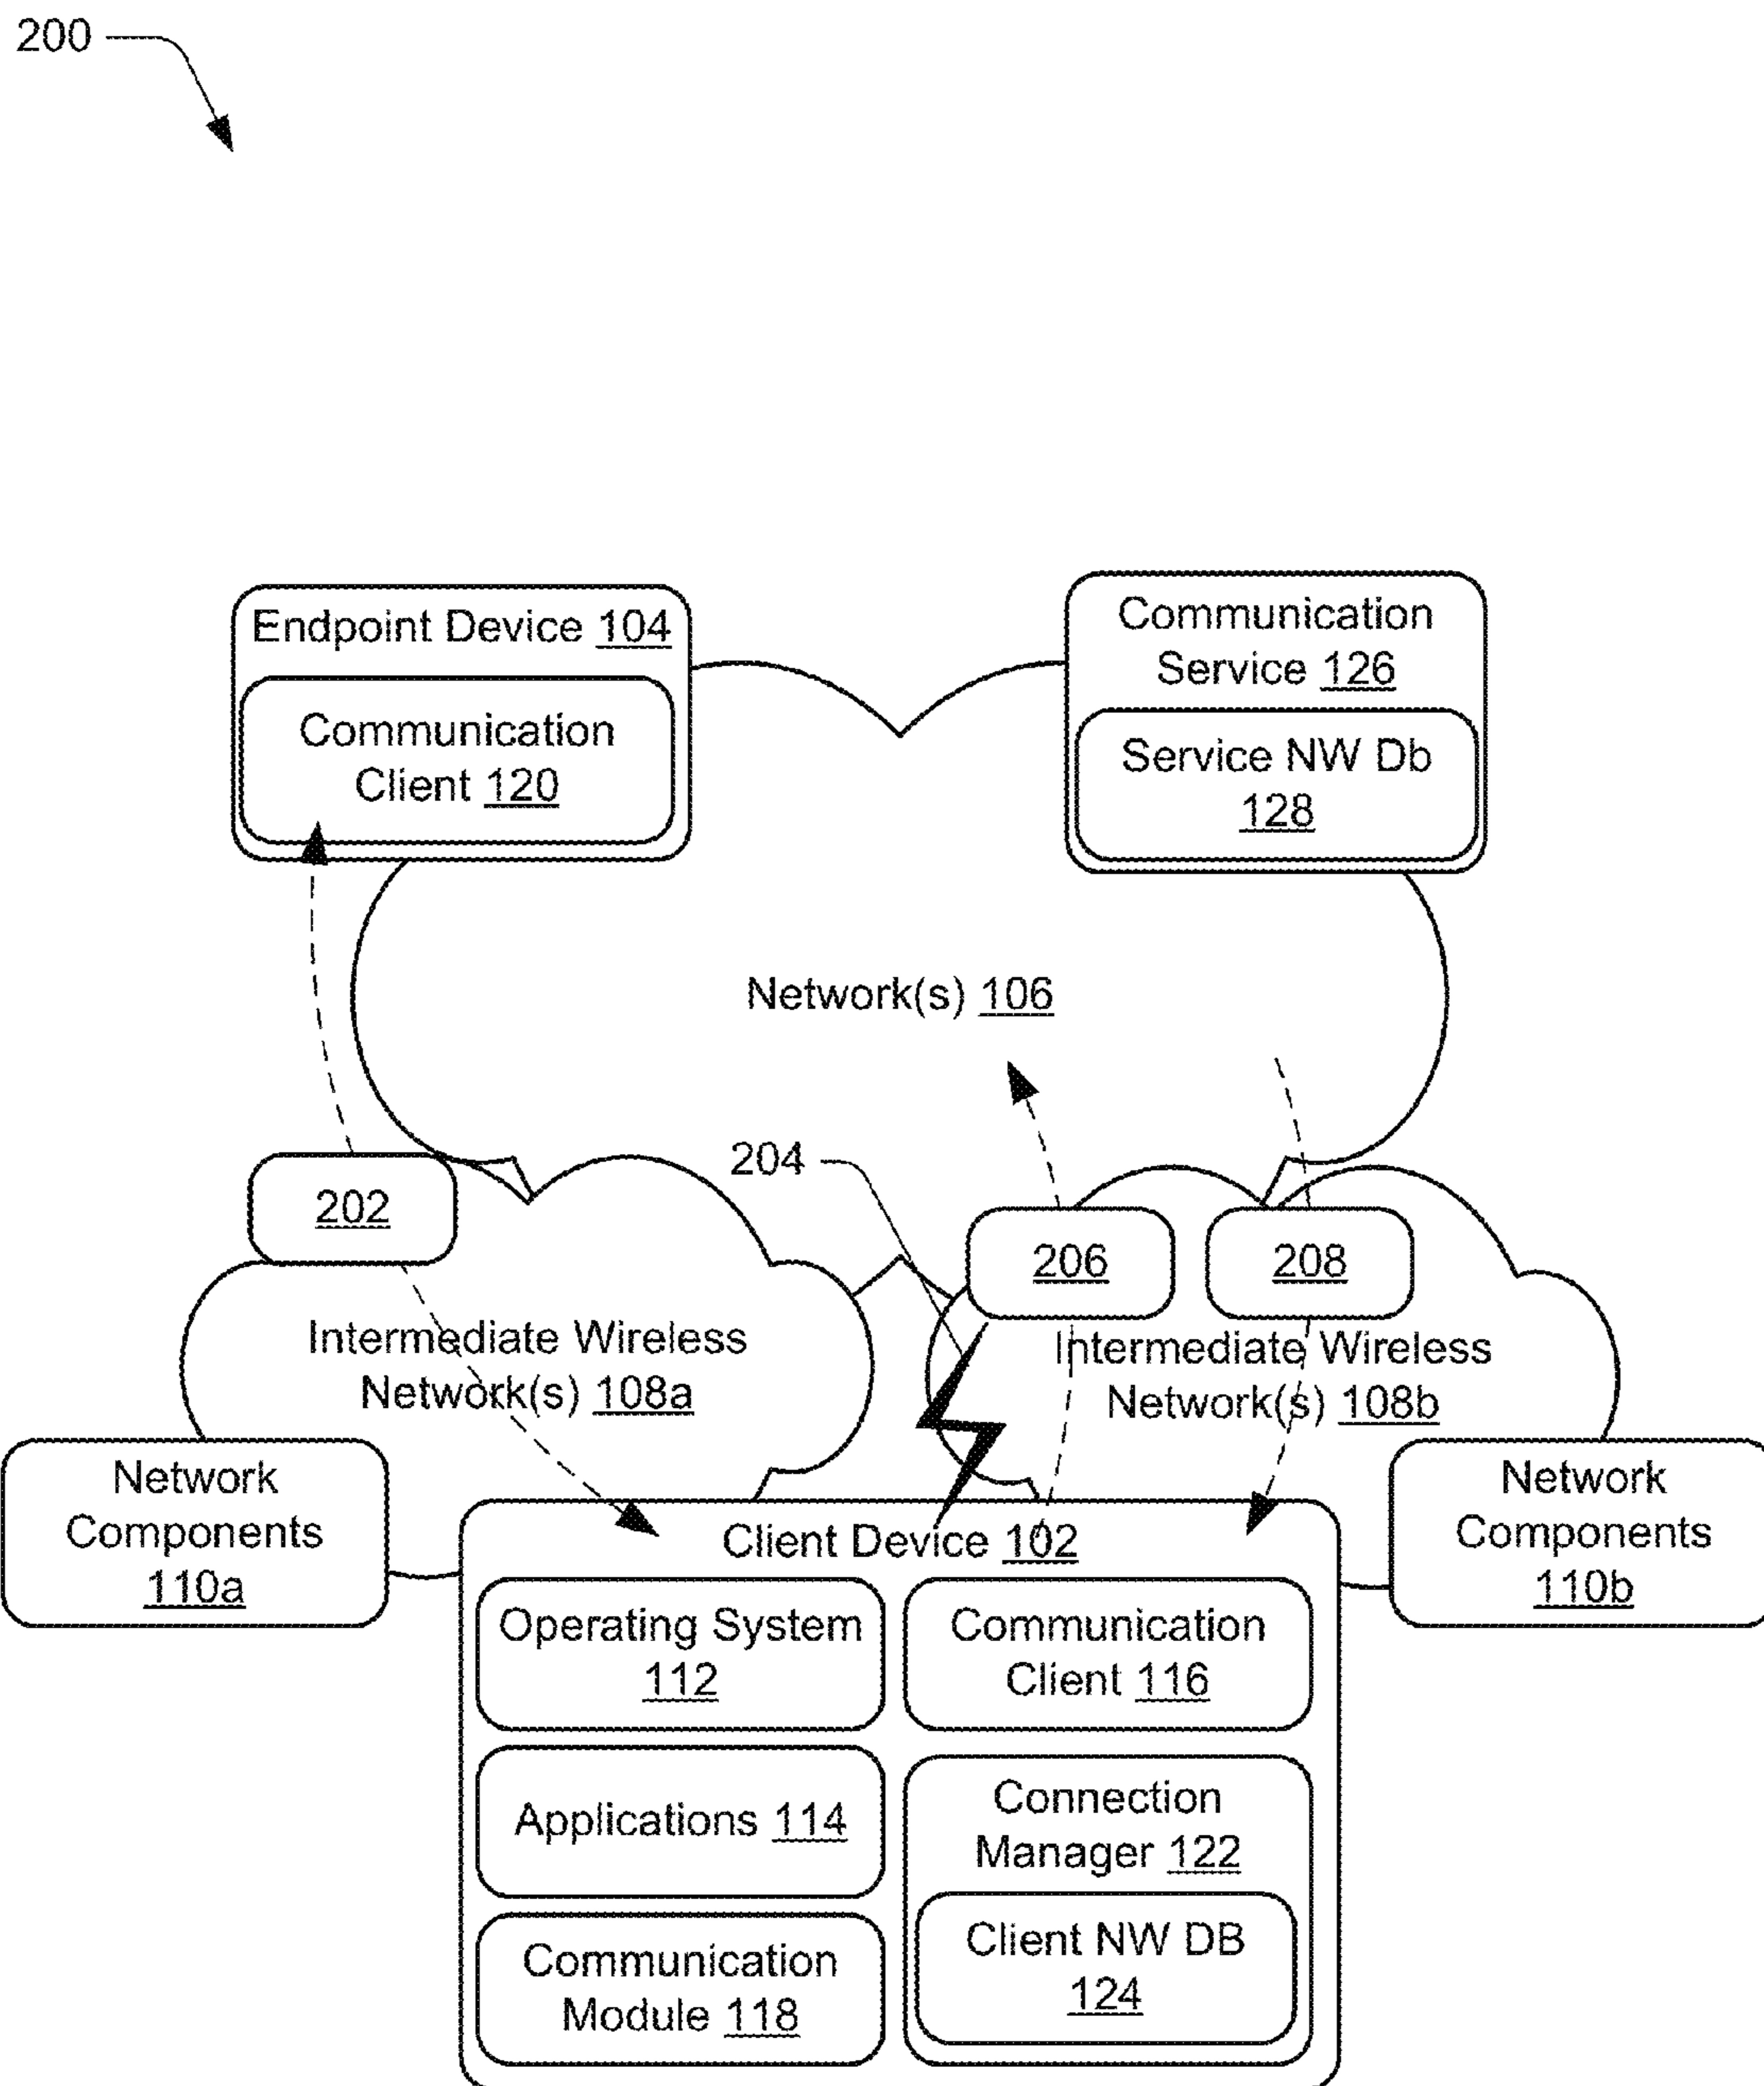 200
Endpoint Device 104
Communication
Client 120
Communication
Service 126
Service NW Db
128
Network(s) 106
204
202
206
208
Intermediate Wireless
Network(s) 108a
Intermediate Wireless
Network(s) 108b
Network
Components
110a
Network
Components
110b
Client Device 102
Operating System
112
Communication
Client 116
Applications 114
Connection
Manager 122
Communication
Module 118
Client NW DB
124